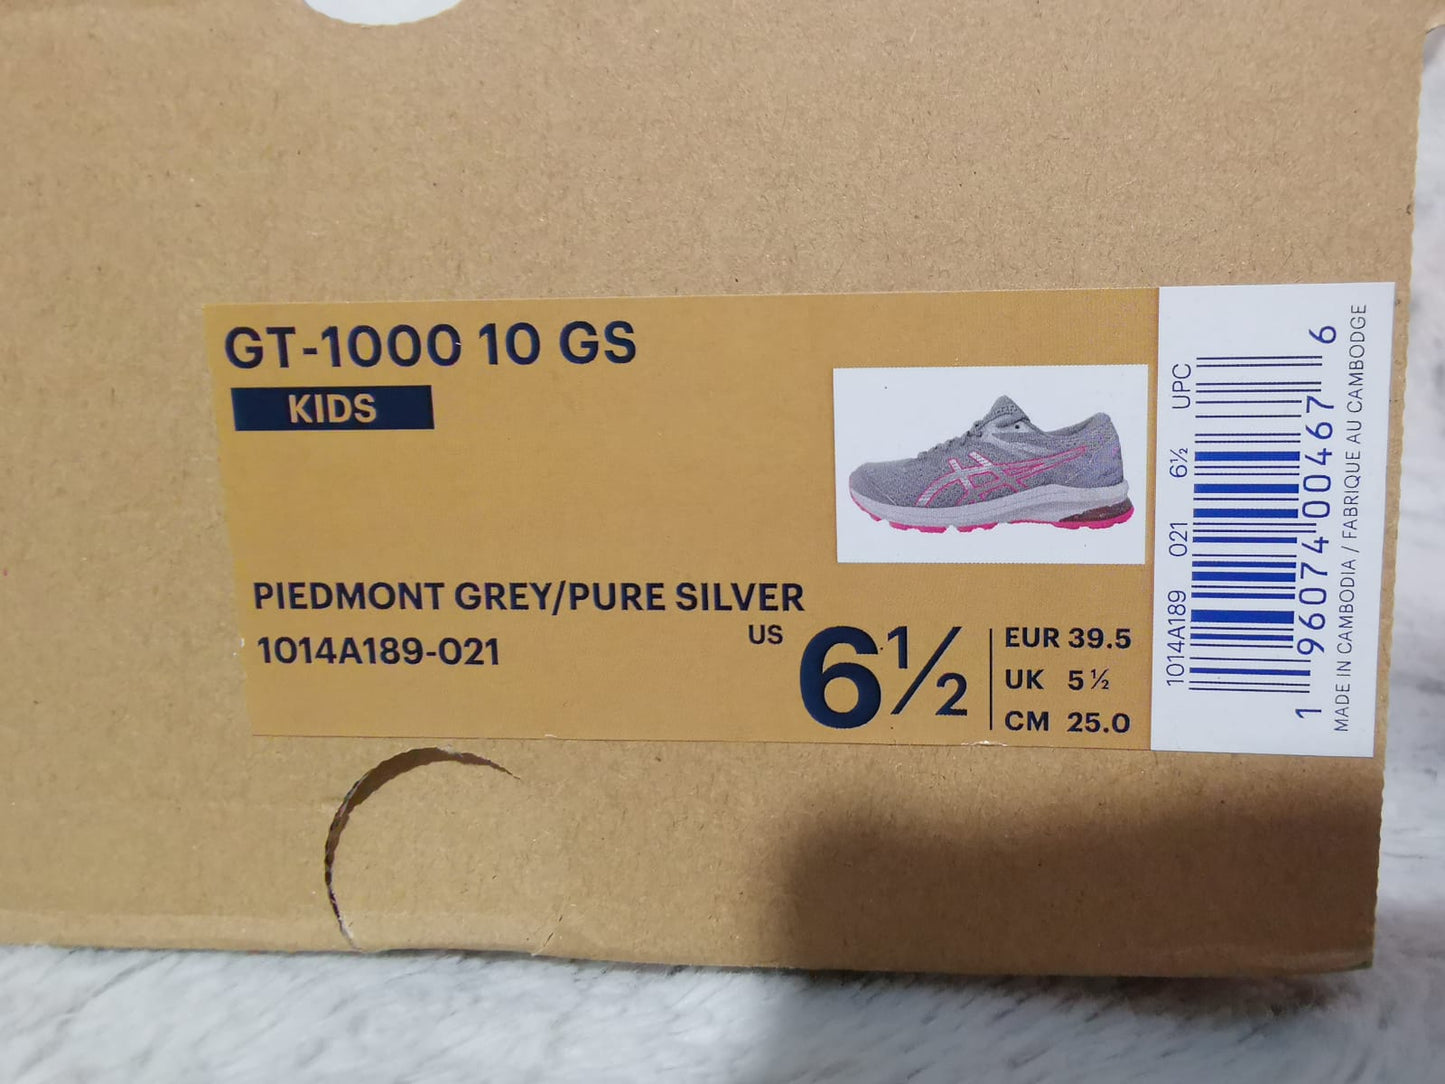 GT-1000 10 GS
KIDS
PIEDMONT GREY/PURE SILVER
1014A189-021
US 6½
EUR 39.5
UK 5½
CM 25.0
1014A189 021 6½ UPC
1 96074 00467 6
MADE IN CAMBODIA / FABRIQUE AU CAMBODGE